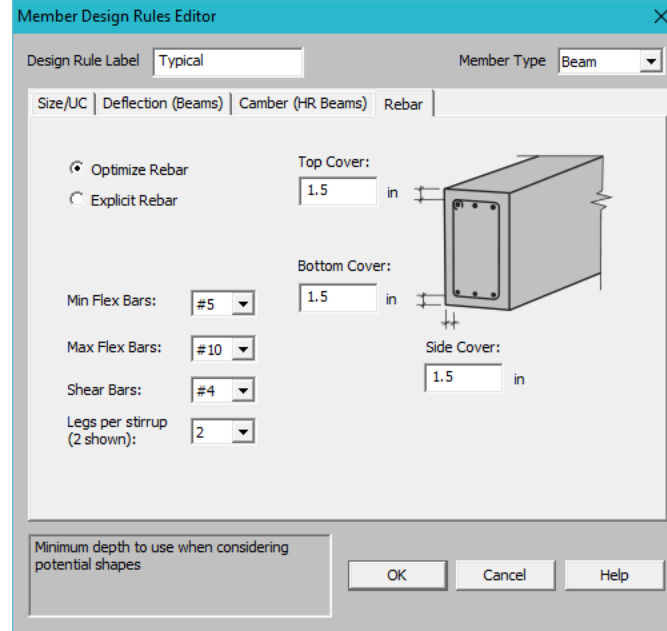 Member Design Rules Editor
Design Rule Label Typical Member Type Beam
Size/UC Deflection (Beams) Camber (HR Beams) Rebar
Optimize Rebar
Explicit Rebar
Top Cover:
1.5 in
Bottom Cover:
1.5 in
Side Cover:
1.5 in
Min Flex Bars: #5
Max Flex Bars: #10
Shear Bars: #4
Legs per stirrup
(2 shown): 2
Minimum depth to use when considering
potential shapes
OK Cancel Help